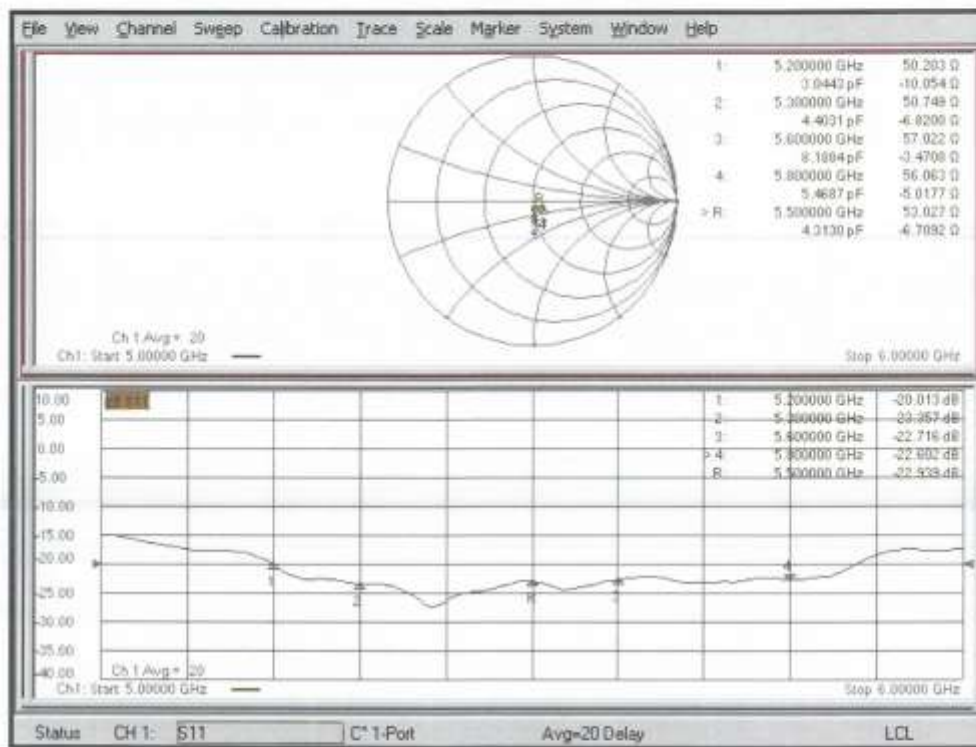 File View Channel Sweep Calibration Trace Scale Marker System Window Help
1: 5.200000 GHz 50.203 Ω
3.0443 pF -10.054 Ω
2: 5.300000 GHz 50.749 Ω
4.4031 pF -6.8200 Ω
3: 5.600000 GHz 57.022 Ω
8.1884 pF -3.4708 Ω
4: 5.800000 GHz 56.063 Ω
5.4687 pF -5.0177 Ω
> R: 5.500000 GHz 53.027 Ω
4.3130 pF -6.7092 Ω
Ch 1 Avg = 20
Ch1: Start 5.00000 GHz
Stop 6.00000 GHz
10.00
5.00
0.00
-5.00
-10.00
-15.00
-20.00
-25.00
-30.00
-35.00
-40.00
1: 5.200000 GHz -20.013 dB
2: 5.300000 GHz -23.357 dB
3: 5.600000 GHz -22.716 dB
> 4: 5.800000 GHz -22.602 dB
R: 5.500000 GHz -22.939 dB
1
2
R
4
Ch 1 Avg = 20
Ch1: Start 5.00000 GHz
Stop 6.00000 GHz
Status CH 1: S11 C* 1-Port Avg=20 Delay LCL